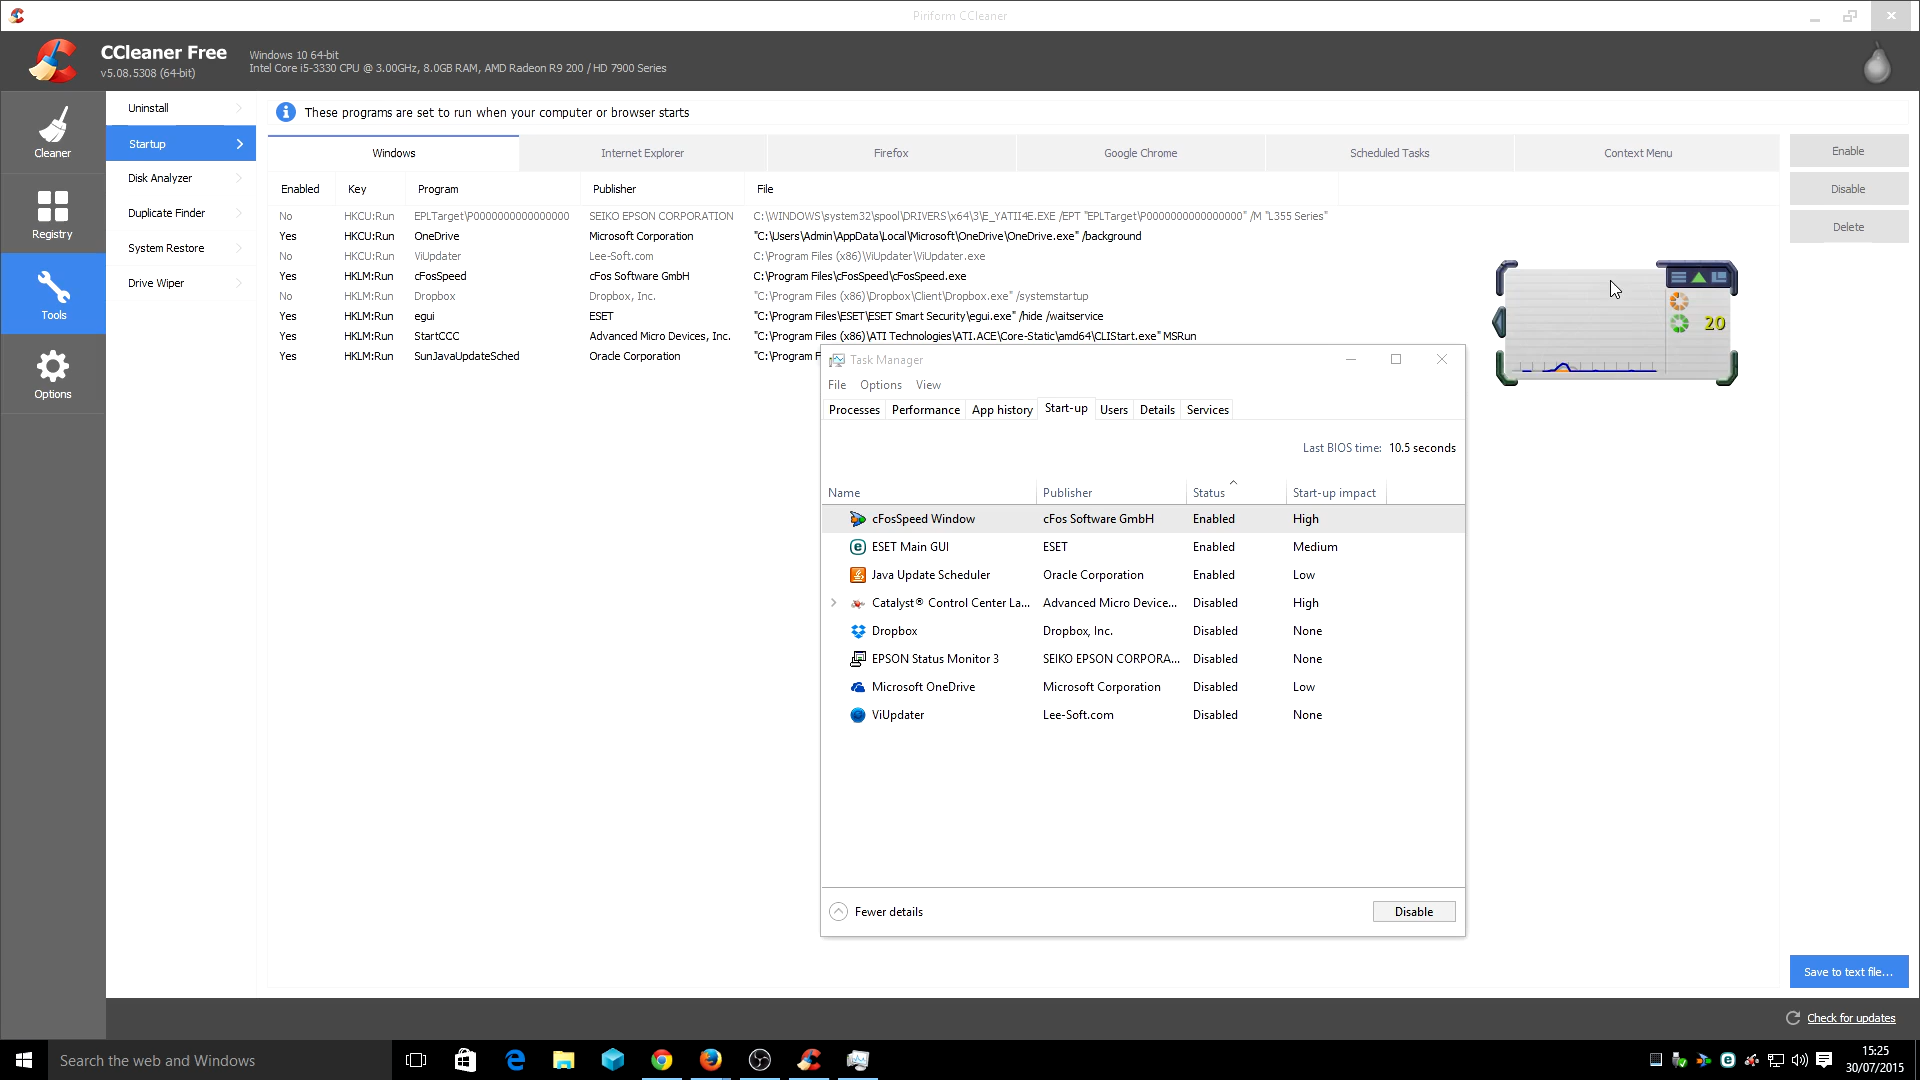 Piriform CCleaner
CCleaner Free
v5.08.5308 (64-bit)
Windows 10 64-bit
Intel Core i5-3330 CPU @ 3.00GHz, 8.0GB RAM, AMD Radeon R9 200 / HD 7900 Series
Cleaner
Registry
Tools
Options
Uninstall
Startup
Disk Analyzer
Duplicate Finder
System Restore
Drive Wiper
These programs are set to run when your computer or browser starts
Windows Internet Explorer Firefox Google Chrome Scheduled Tasks Context Menu
Enabled Key Program Publisher File
No HKCU:Run EPLTarget\P0000000000000000 SEIKO EPSON CORPORATION C:\WINDOWS\system32\spool\DRIVERS\x64\3\E_YATII4E.EXE /EPT "EPLTarget\P0000000000000000" /M "L355 Series"
Yes HKCU:Run OneDrive Microsoft Corporation "C:\Users\Admin\AppData\Local\Microsoft\OneDrive\OneDrive.exe" /background
No HKCU:Run ViUpdater Lee-Soft.com C:\Program Files (x86)\ViUpdater\ViUpdater.exe
Yes HKLM:Run cFosSpeed cFos Software GmbH C:\Program Files\cFosSpeed\cFosSpeed.exe
No HKLM:Run Dropbox Dropbox, Inc. "C:\Program Files (x86)\Dropbox\Client\Dropbox.exe" /systemstartup
Yes HKLM:Run egui ESET "C:\Program Files\ESET\ESET Smart Security\egui.exe" /hide /waitservice
Yes HKLM:Run StartCCC Advanced Micro Devices, Inc. "C:\Program Files (x86)\ATI Technologies\ATI.ACE\Core-Static\amd64\CLIStart.exe" MSRun
Yes HKLM:Run SunJavaUpdateSched Oracle Corporation "C:\Program F
Enable
Disable
Delete
20
Task Manager
File Options View
Processes Performance App history Start-up Users Details Services
Last BIOS time: 10.5 seconds
Name Publisher Status Start-up impact
cFosSpeed Window cFos Software GmbH Enabled High
ESET Main GUI ESET Enabled Medium
Java Update Scheduler Oracle Corporation Enabled Low
Catalyst® Control Center La... Advanced Micro Device... Disabled High
Dropbox Dropbox, Inc. Disabled None
EPSON Status Monitor 3 SEIKO EPSON CORPORA... Disabled None
Microsoft OneDrive Microsoft Corporation Disabled Low
ViUpdater Lee-Soft.com Disabled None
Fewer details
Disable
Save to text file...
Check for updates
Search the web and Windows
15:25
30/07/2015